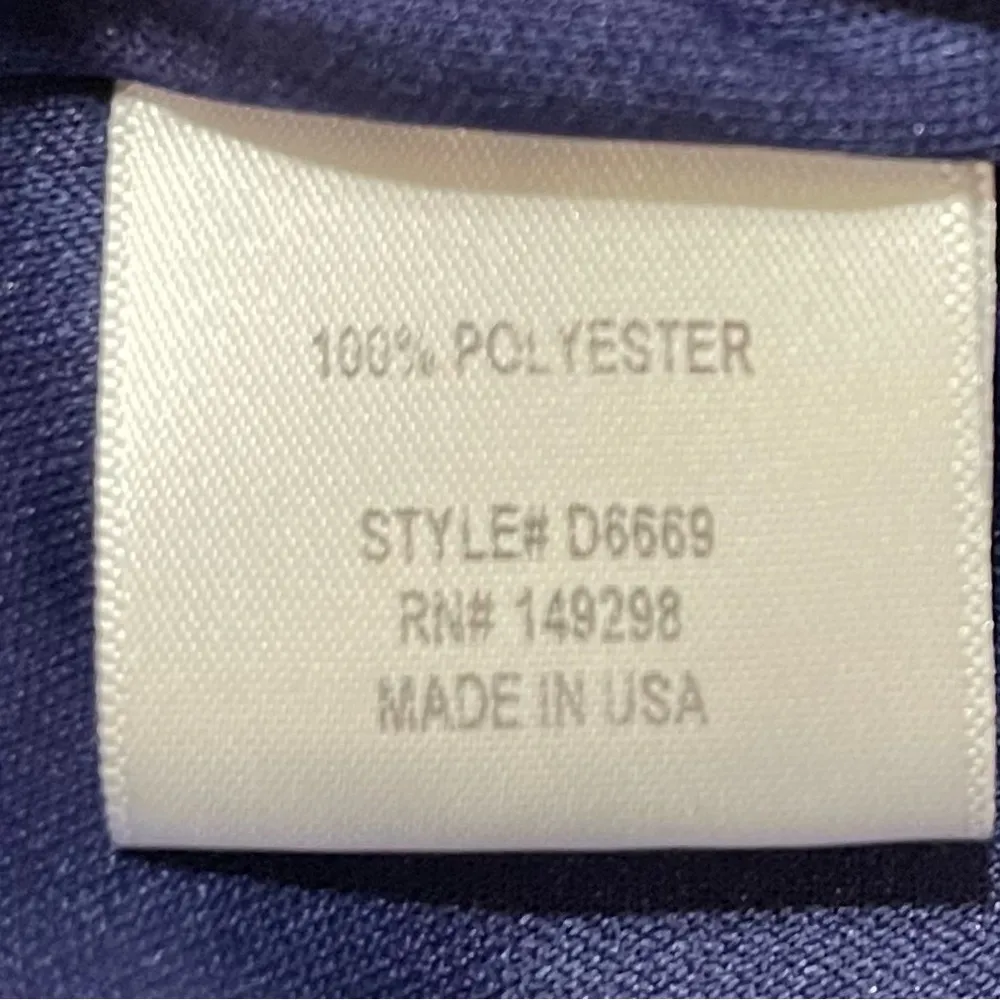 100% POLYESTER
STYLE# D6669
RN# 149298
MADE IN USA